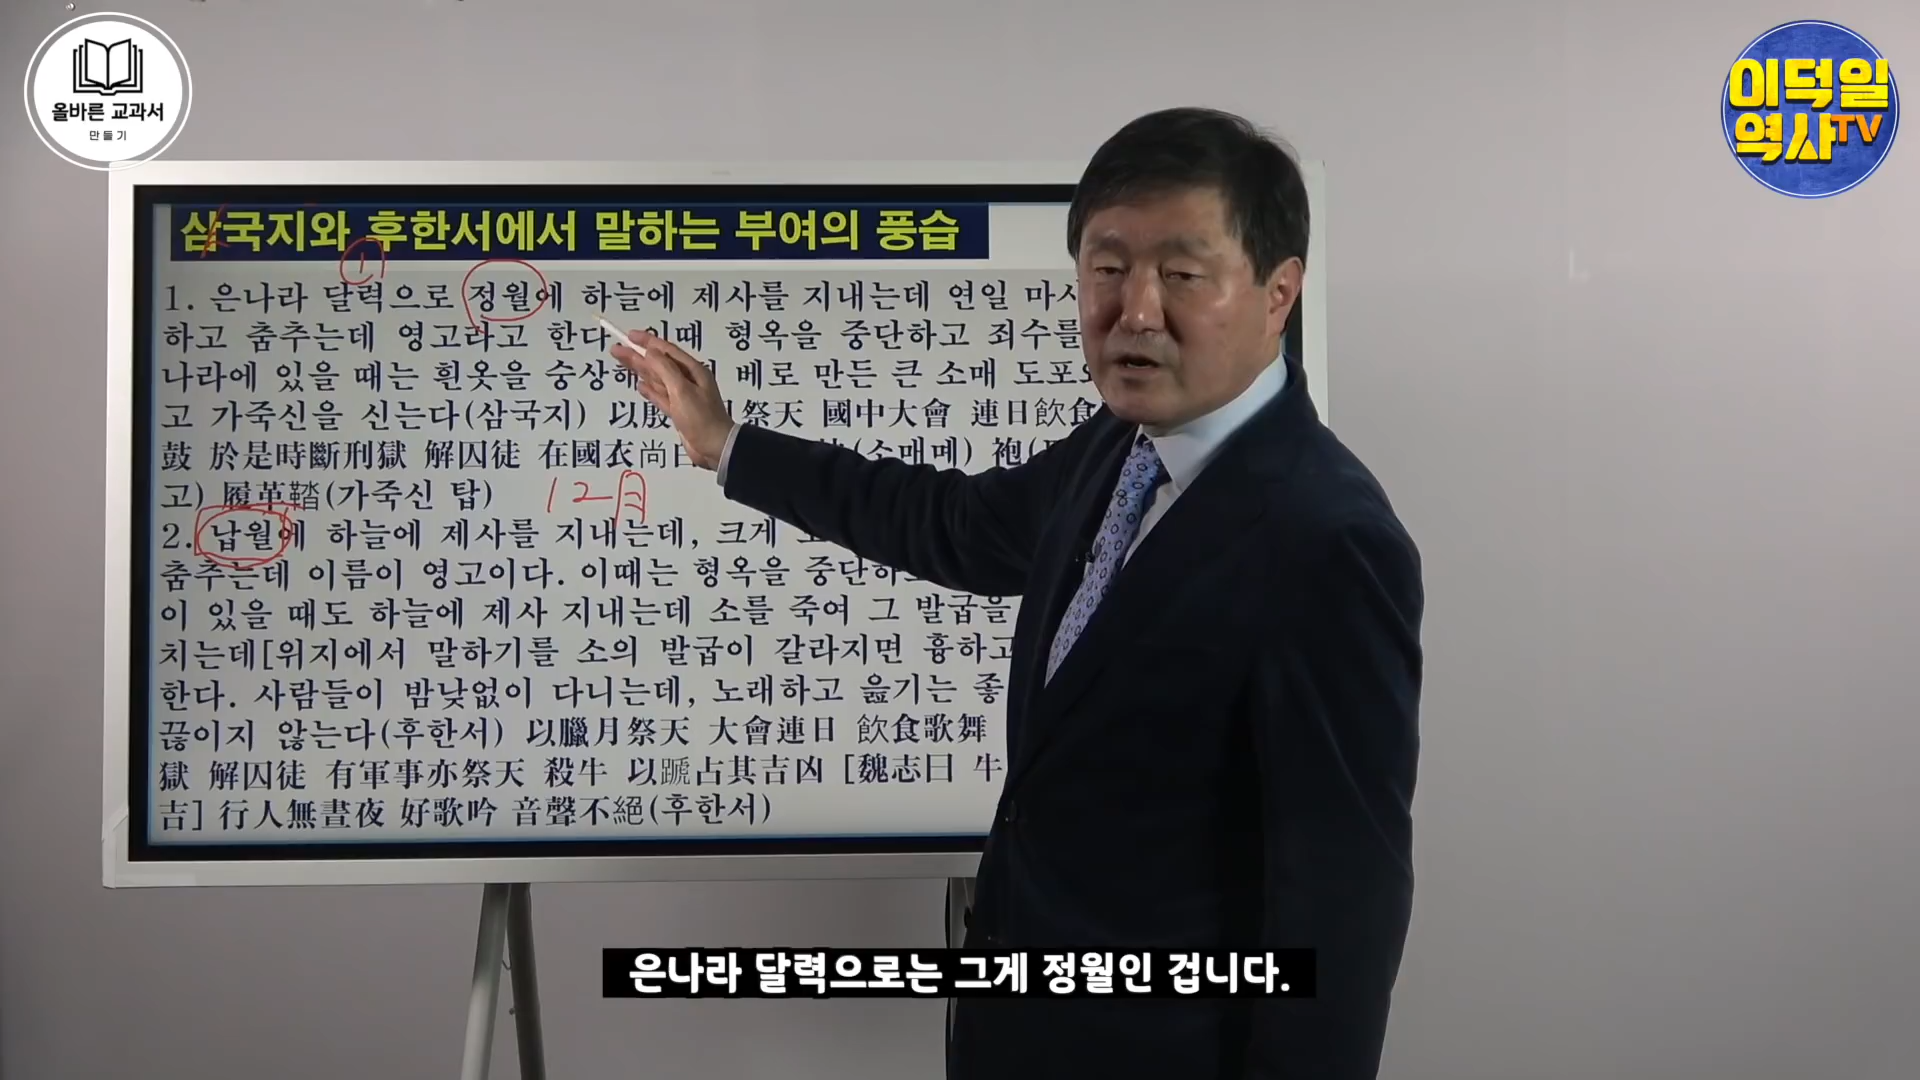 올바른 교과서
만들기
이덕일
역사TV
삼국지와 후한서에서 말하는 부여의 풍습
①
1. 은나라 달력으로 정월에 하늘에 제사를 지내는데 연일 마시
하고 춤추는데 영고라고 한다. 이때 형옥을 중단하고 죄수를
나라에 있을 때는 흰옷을 숭상해 베로 만든 큰 소매 도포와
고 가죽신을 신는다(삼국지) 以殷 月祭天 國中大會 連日飮食
鼓 於是時斷刑獄 解囚徒 在國衣尚白 (소매몌) 袍(
고) 履革鞜(가죽신 탑)
12月
2. 납월에 하늘에 제사를 지내는데, 크게
춤추는데 이름이 영고이다. 이때는 형옥을 중단하고
이 있을 때도 하늘에 제사 지내는데 소를 죽여 그 발굽을
치는데[위지에서 말하기를 소의 발굽이 갈라지면 흉하고
한다. 사람들이 밤낮없이 다니는데, 노래하고 읊기는 좋
끊이지 않는다(후한서) 以臘月祭天 大會連日 飮食歌舞
獄 解囚徒 有軍事亦祭天 殺牛 以蹏占其吉凶 [魏志曰 牛
吉] 行人無晝夜 好歌吟 音聲不絕(후한서)
은나라 달력으로는 그게 정월인 겁니다.